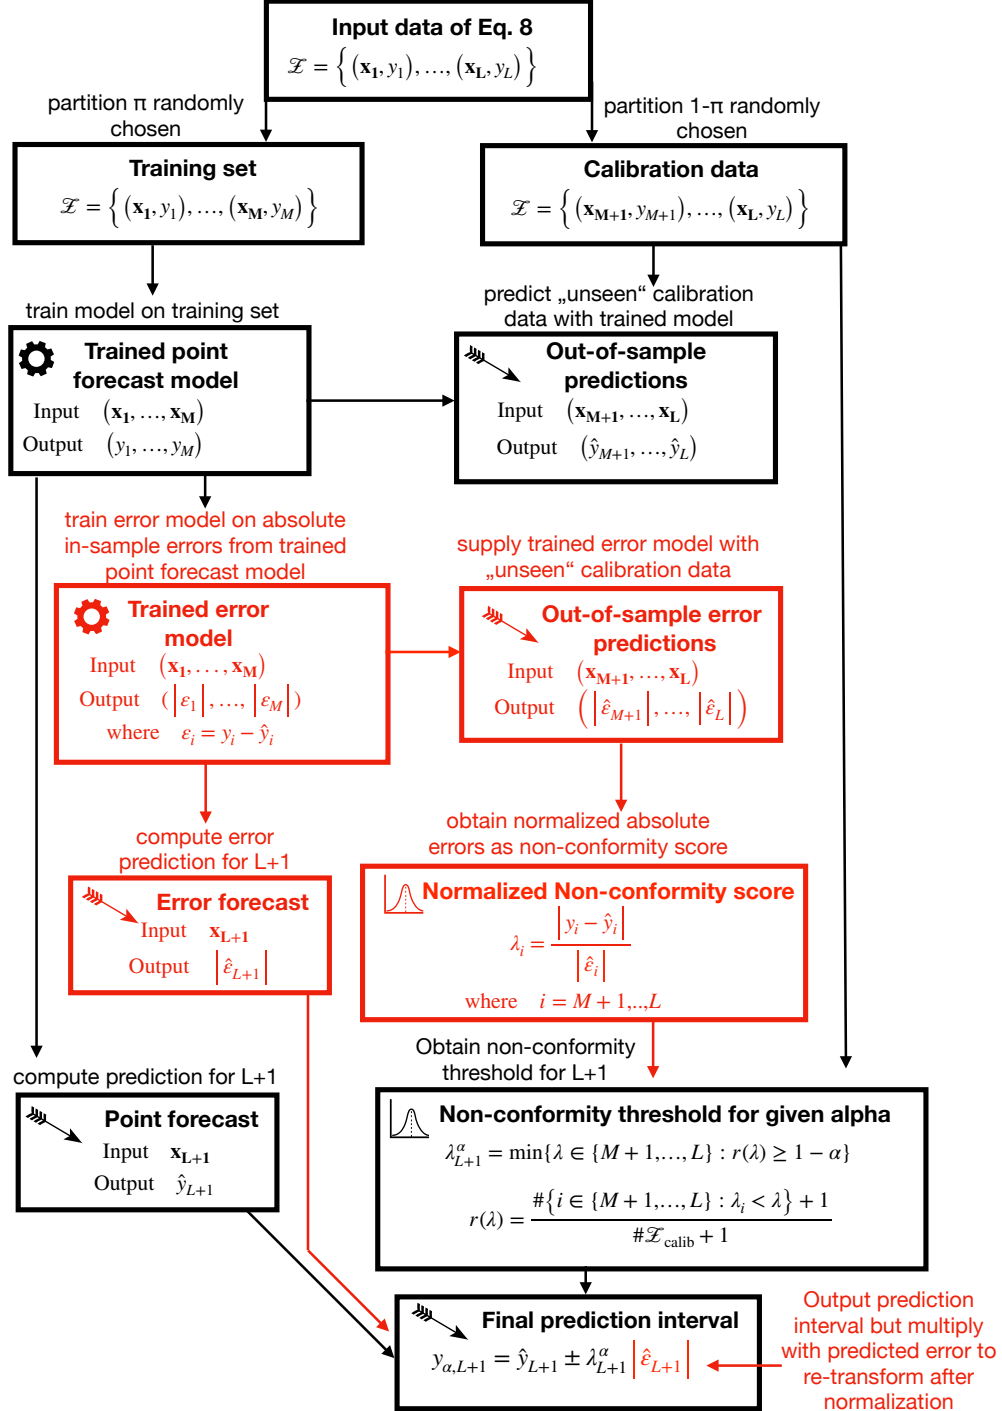 Input data of Eq. 8
𝒵 = {(x₁, y₁), …, (x_L, y_L)}
partition π randomly
chosen
partition 1-π randomly
chosen
Training set
𝒵 = {(x₁, y₁), …, (x_M, y_M)}
Calibration data
𝒵 = {(x_{M+1}, y_{M+1}), …, (x_L, y_L)}
train model on training set
predict „unseen“ calibration
data with trained model
Trained point
forecast model
Input (x₁, …, x_M)
Output (y₁, …, y_M)
Out-of-sample
predictions
Input (x_{M+1}, …, x_L)
Output (ŷ_{M+1}, …, ŷ_L)
train error model on absolute
in-sample errors from trained
point forecast model
supply trained error model with
„unseen“ calibration data
Trained error
model
Input (x₁, …, x_M)
Output (|ε₁|, …, |ε_M|)
where ε_i = y_i − ŷ_i
Out-of-sample error
predictions
Input (x_{M+1}, …, x_L)
Output (|ε̂_{M+1}|, …, |ε̂_L|)
compute error
prediction for L+1
obtain normalized absolute
errors as non-conformity score
Error forecast
Input x_{L+1}
Output |ε̂_{L+1}|
Normalized Non-conformity score
λ_i = |y_i − ŷ_i| / |ε̂_i|
where i = M + 1,..,L
Obtain non-conformity
threshold for L+1
compute prediction for L+1
Point forecast
Input x_{L+1}
Output ŷ_{L+1}
Non-conformity threshold for given alpha
λ^α_{L+1} = min{λ ∈ {M + 1,…, L} : r(λ) ≥ 1 − α}
r(λ) = (#{i ∈ {M + 1,…, L} : λ_i < λ} + 1) / (#𝒵_calib + 1)
Final prediction interval
y_{α,L+1} = ŷ_{L+1} ± λ^α_{L+1} |ε̂_{L+1}|
Output prediction
interval but multiply
with predicted error to
re-transform after
normalization